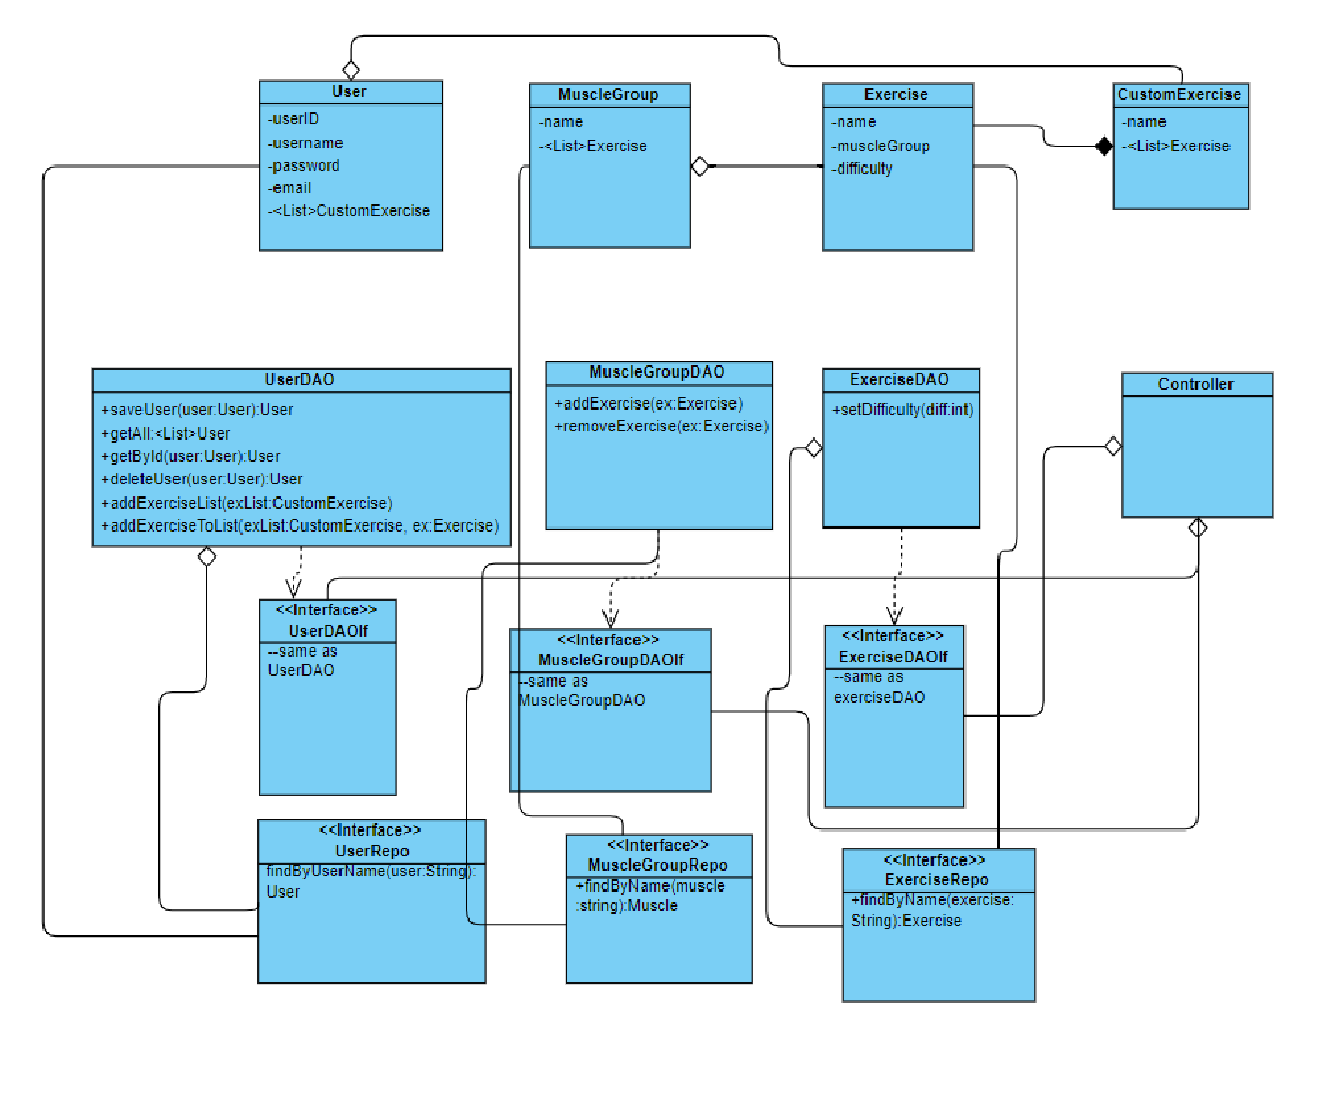 User
-userID
-username
-password
-email
-<List>CustomExercise
MuscleGroup
-name
-<List>Exercise
Exercise
-name
-muscleGroup
-difficulty
CustomExercise
-name
-<List>Exercise
UserDAO
+saveUser(user:User):User
+getAll:<List>User
+getById(user:User):User
+deleteUser(user:User):User
+addExerciseList(exList:CustomExercise)
+addExerciseToList(exList:CustomExercise, ex:Exercise)
MuscleGroupDAO
+addExercise(ex:Exercise)
+removeExercise(ex:Exercise)
ExerciseDAO
+setDifficulty(diff:int)
Controller
<<Interface>>
UserDAOIf
--same as
UserDAO
<<Interface>>
MuscleGroupDAOIf
--same as
MuscleGroupDAO
<<Interface>>
ExerciseDAOIf
--same as
exerciseDAO
<<Interface>>
UserRepo
findByUserName(user:String):
User
<<Interface>>
MuscleGroupRepo
+findByName(muscle
:string):Muscle
<<Interface>>
ExerciseRepo
+findByName(exercise:
String):Exercise